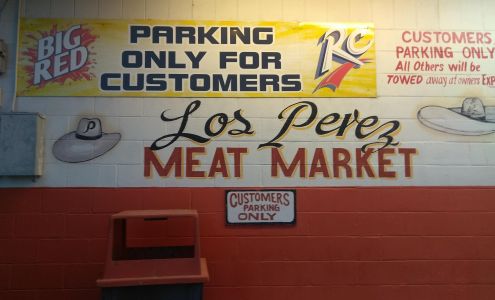 BIG
RED
PARKING
ONLY FOR
CUSTOMERS
RC
CUSTOMERS
PARKING ONLY
All Others will be
TOWED away at owners EXP
P
Los Perez
MEAT MARKET
CUSTOMERS
PARKING
ONLY